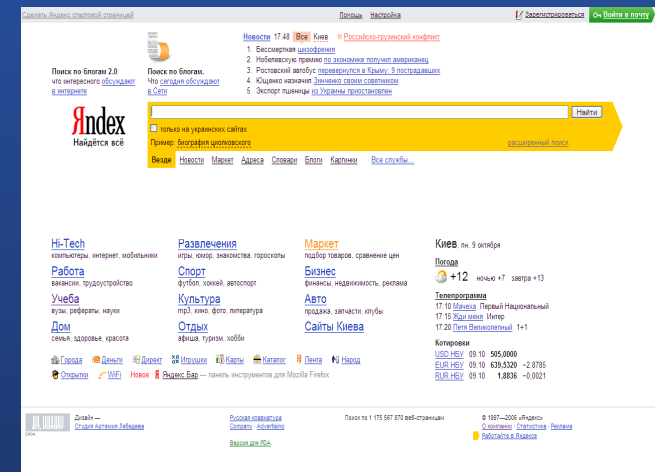 Сделать Яндекс стартовой страницей
Помощь Настройка
Зарегистрироваться
Войти в почту
Новости 17:48 Все Киев Российско-грузинский конфликт
1. Бессмертная шизофрения
2. Нобелевскую премию по экономике получил американец
3. Ростовский автобус перевернулся в Крыму: 9 пострадавших
4. Ющенко назначил Зинченко своим советником
5. Экспорт пшеницы из Украины приостановлен
Поиск по блогам 2.0:
что интересного обсуждают
в интернете
Поиск по блогам.
Что сегодня обсуждают
в Сети
Яndex
Найдётся всё
Найти
только на украинских сайтах
Пример: биография циолковского
расширенный поиск
Везде Новости Маркет Адреса Словари Блоги Картинки Все службы...
Hi-Tech
компьютеры, интернет, мобильники
Работа
вакансии, трудоустройство
Учеба
вузы, рефераты, науки
Дом
семья, здоровье, красота
Развлечения
игры, юмор, знакомства, гороскопы
Спорт
футбол, хоккей, автоспорт
Культура
mp3, кино, фото, литература
Отдых
афиша, туризм, хобби
Маркет
подбор товаров, сравнение цен
Бизнес
финансы, недвижимость, реклама
Авто
продажа, запчасти, клубы
Сайты Киева
Киев, пн, 9 октября
Погода
+12 ночью +7 завтра +13
Телепрограмма
17:10 Мачеха Первый Национальный
17:15 Жди меня Интер
17:20 Петя Великолепный 1+1
Котировки
USD НБУ 09.10 505,0000
EUR НБУ 09.10 639,5320 −2,8785
RUR НБУ 09.10 1,8836 −0,0021
Города Деньги Директ Игрушки Карты Каталог Лента Народ
Открытки WiFi Новое: Яндекс.Бар — панель инструментов для Mozilla Firefox
Дизайн —
Студия Артемия Лебедева
Русская клавиатура
Company - Advertising
Версия для PDA
Поиск по 1 175 567 870 веб-страницам
© 1997—2006 «Яндекс»
О компании - Статистика - Реклама
Работайте в Яндексе